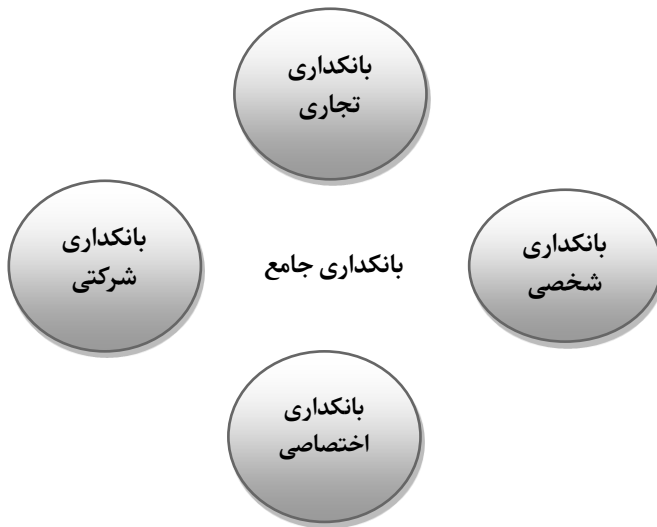 بانکداری
تجاری
بانکداری
شخصی
بانکداری جامع
بانکداری
شرکتی
بانکداری
اختصاصی